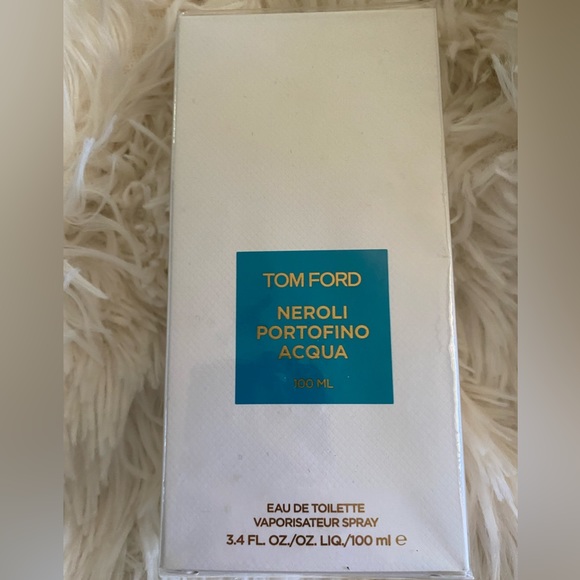 TOM FORD
NEROLI
PORTOFINO
ACQUA
100 ML
EAU DE TOILETTE
VAPORISATEUR SPRAY
3.4 FL. OZ./OZ. LIQ./100 ml ℮